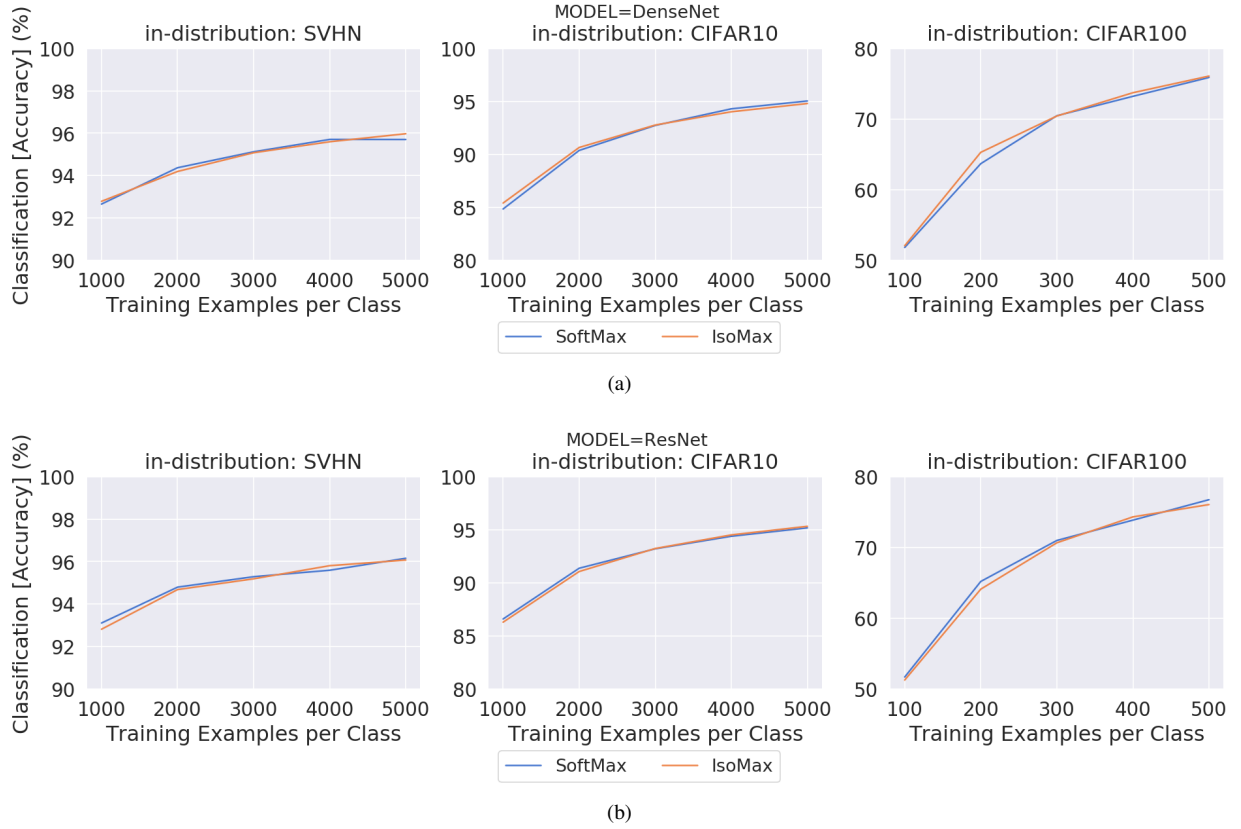 MODEL=DenseNet
in-distribution: SVHN
in-distribution: CIFAR10
in-distribution: CIFAR100
Classification [Accuracy] (%)
100
98
96
94
92
90
1000 2000 3000 4000 5000
Training Examples per Class
100
95
90
85
80
1000 2000 3000 4000 5000
Training Examples per Class
80
70
60
50
100 200 300 400 500
Training Examples per Class
SoftMax IsoMax
(a)
MODEL=ResNet
in-distribution: SVHN
in-distribution: CIFAR10
in-distribution: CIFAR100
Classification [Accuracy] (%)
100
98
96
94
92
90
1000 2000 3000 4000 5000
Training Examples per Class
100
95
90
85
80
1000 2000 3000 4000 5000
Training Examples per Class
80
70
60
50
100 200 300 400 500
Training Examples per Class
SoftMax IsoMax
(b)